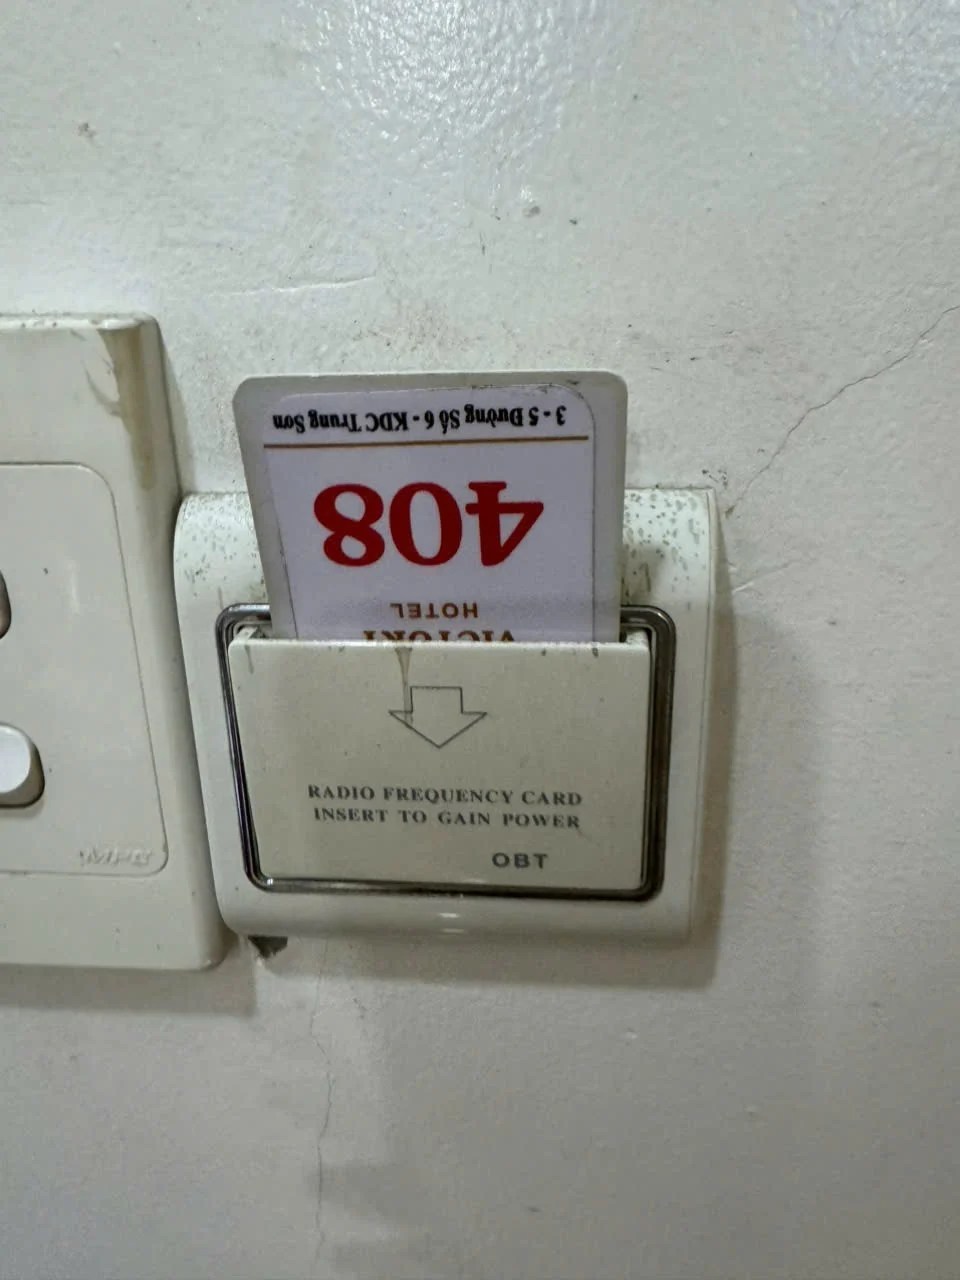 3 - 5 Đường Số 6 - KDC Trung Sơn
408
HOTEL
RADIO FREQUENCY CARD
INSERT TO GAIN POWER
OBT